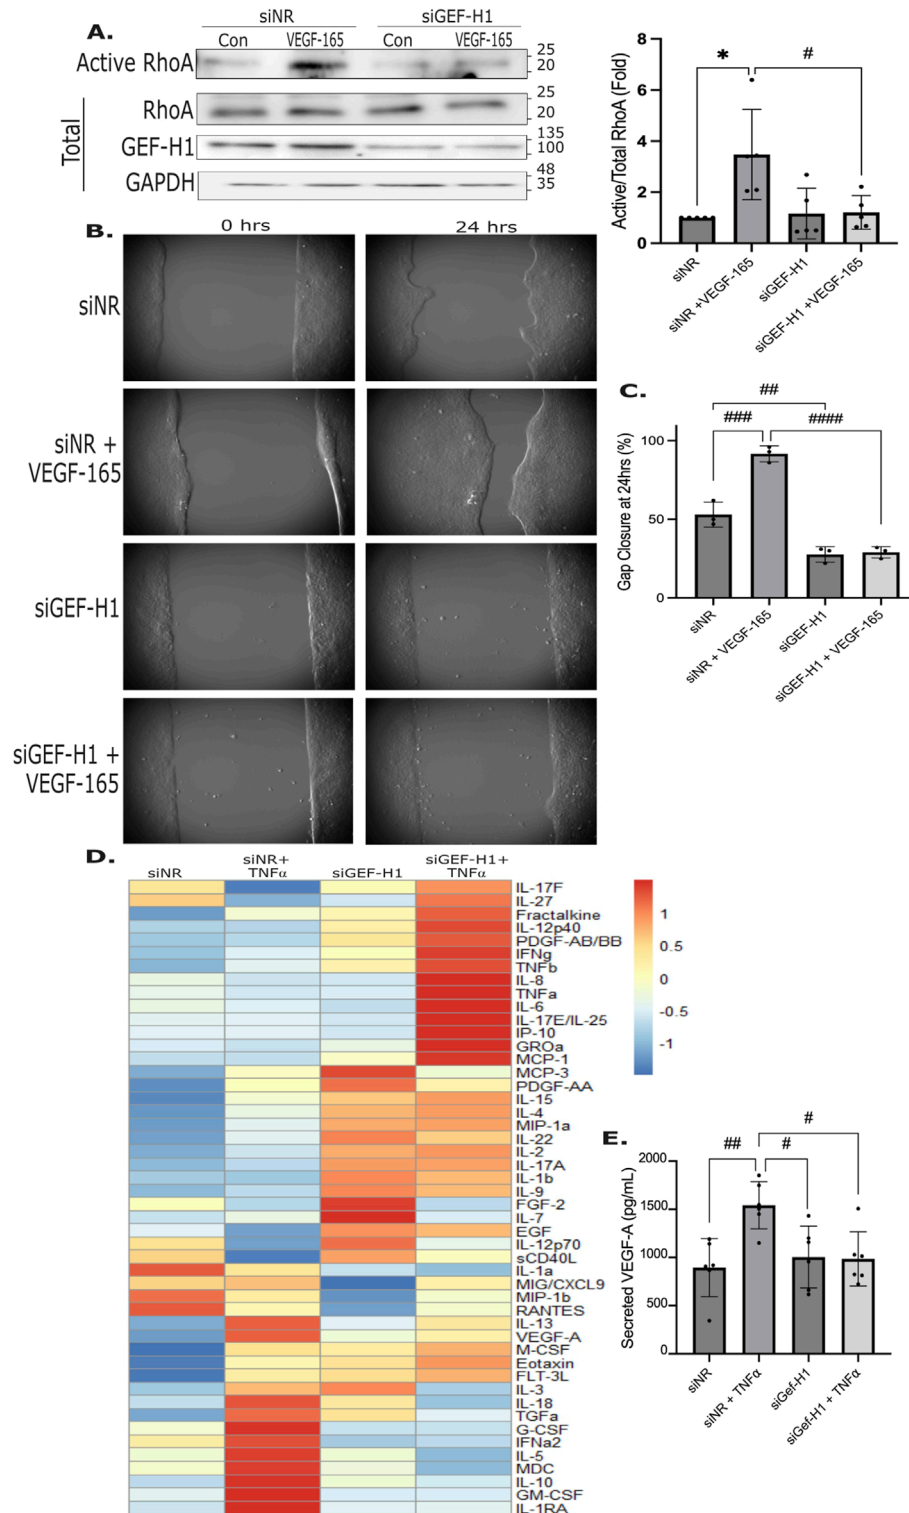 A.
siNR
siGEF-H1
Con
VEGF-165
Con
VEGF-165
Active RhoA
25
20
Total
RhoA
25
20
GEF-H1
135
100
GAPDH
48
35
Active/Total RhoA (Fold)
8
6
4
2
0
*
#
siNR
siNR +VEGF-165
siGEF-H1
siGEF-H1 +VEGF-165
B.
0 hrs
24 hrs
siNR
siNR +
VEGF-165
siGEF-H1
siGEF-H1 +
VEGF-165
C.
Gap Closure at 24hrs (%)
100
50
0
##
###
####
siNR
siNR + VEGF-165
siGEF-H1
siGEF-H1 + VEGF-165
D.
siNR
siNR+
TNFα
siGEF-H1
siGEF-H1+
TNFα
IL-17F
IL-27
Fractalkine
IL-12p40
PDGF-AB/BB
IFNg
TNFb
IL-8
TNFa
IL-6
IL-17E/IL-25
IP-10
GROa
MCP-1
MCP-3
PDGF-AA
IL-15
IL-4
MIP-1a
IL-22
IL-2
IL-17A
IL-1b
IL-9
FGF-2
IL-7
EGF
IL-12p70
sCD40L
IL-1a
MIG/CXCL9
MIP-1b
RANTES
IL-13
VEGF-A
M-CSF
Eotaxin
FLT-3L
IL-3
IL-18
TGFa
G-CSF
IFNa2
IL-5
MDC
IL-10
GM-CSF
IL-1RA
1
0.5
0
-0.5
-1
E.
Secreted VEGF-A (pg/mL)
2000
1500
1000
500
0
##
#
#
siNR
siNR + TNFα
siGef-H1
siGef-H1 + TNFα